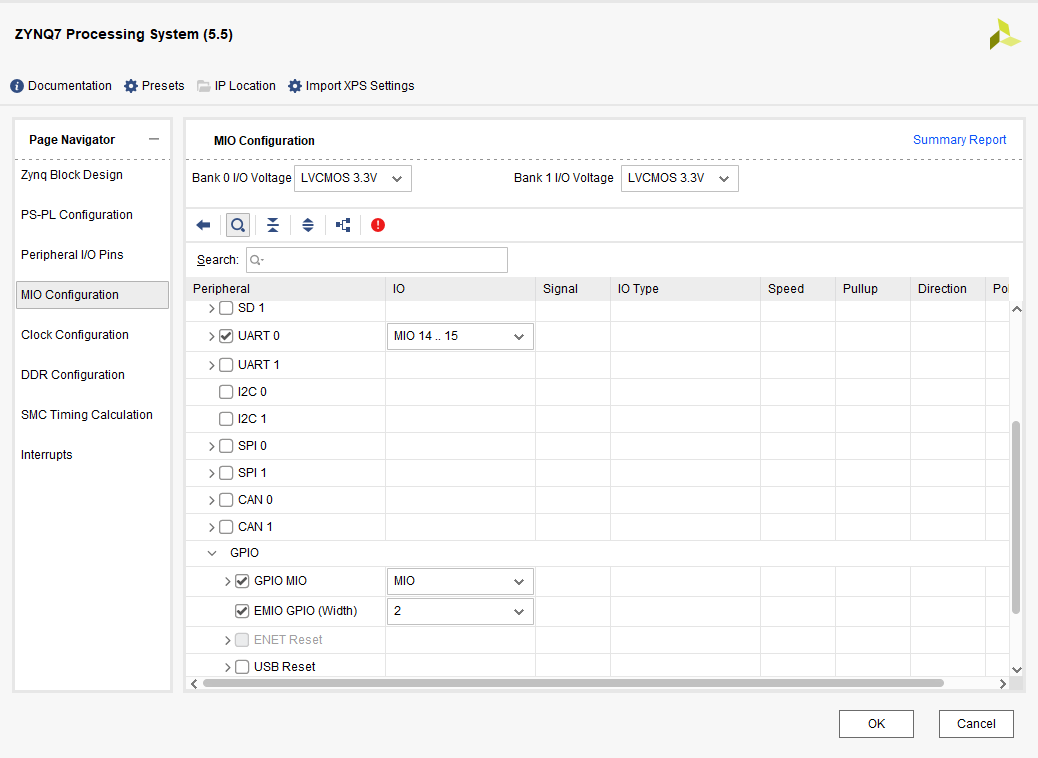 ZYNQ7 Processing System (5.5)
Documentation Presets IP Location Import XPS Settings
Page Navigator
Zynq Block Design
PS-PL Configuration
Peripheral I/O Pins
MIO Configuration
Clock Configuration
DDR Configuration
SMC Timing Calculation
Interrupts
MIO Configuration Summary Report
Bank 0 I/O Voltage LVCMOS 3.3V Bank 1 I/O Voltage LVCMOS 3.3V
Search:
Peripheral IO Signal IO Type Speed Pullup Direction Pol
SD 1
UART 0 MIO 14 .. 15
UART 1
I2C 0
I2C 1
SPI 0
SPI 1
CAN 0
CAN 1
GPIO
GPIO MIO MIO
EMIO GPIO (Width) 2
ENET Reset
USB Reset
OK Cancel